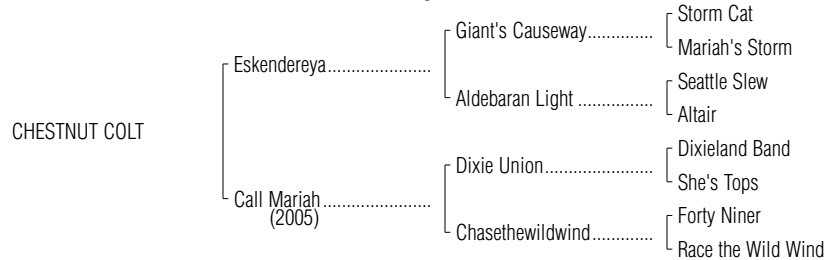 Storm Cat
Giant's Causeway..............
Mariah's Storm
Eskendereya......................
Seattle Slew
Aldebaran Light ................
Altair
CHESTNUT COLT
Dixieland Band
Dixie Union.......................
She's Tops
Call Mariah.......................
(2005)
Forty Niner
Chasethewildwind.............
Race the Wild Wind